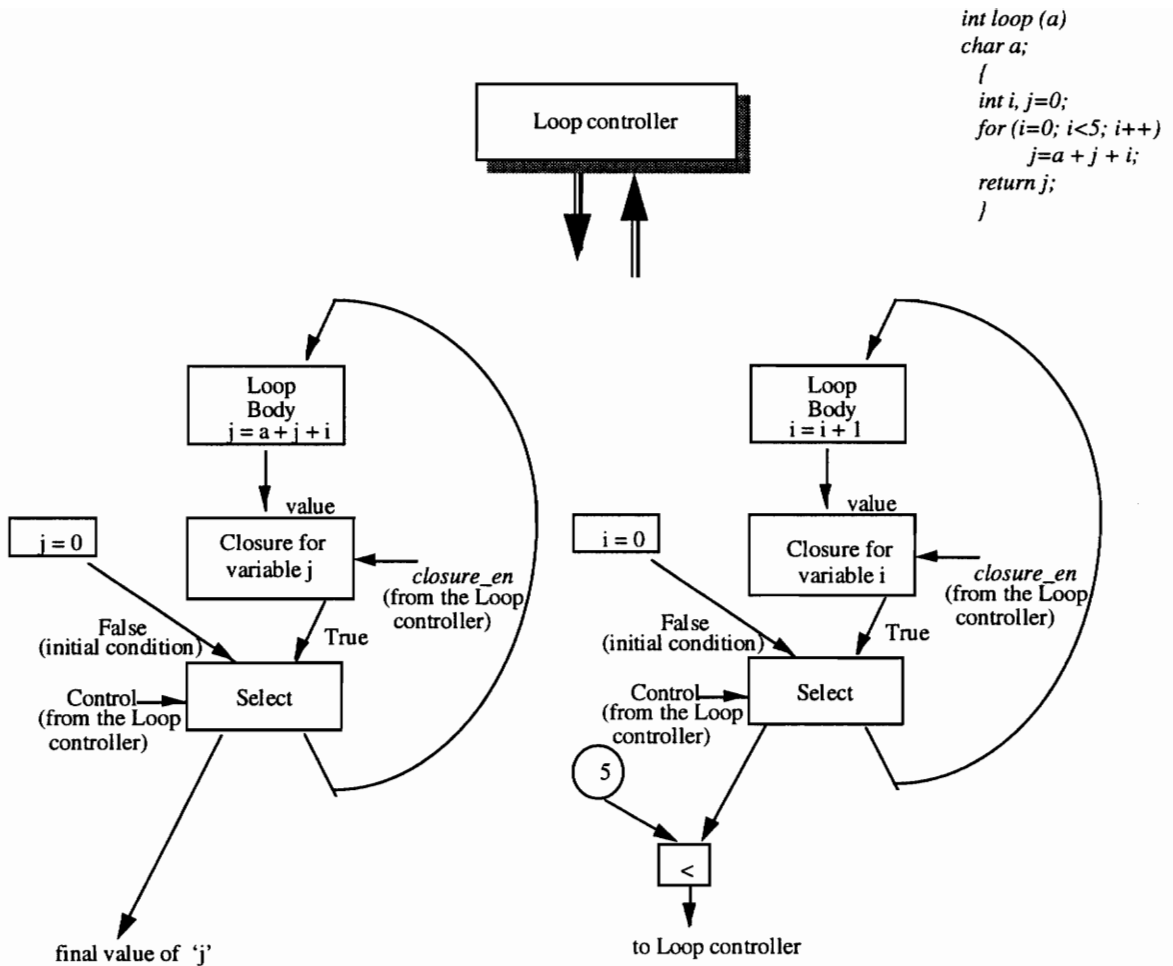 int loop (a)
char a;
{
int i, j=0;
for (i=0; i<5; i++)
j=a + j + i;
return j;
}
Loop controller
Loop
Body
j = a + j + i
value
j = 0
Closure for
variable j
closure_en
(from the Loop
controller)
False
(initial condition)
True
Control
(from the Loop
controller)
Select
final value of 'j'
Loop
Body
i = i + 1
value
i = 0
Closure for
variable i
closure_en
(from the Loop
controller)
False
(initial condition)
True
Control
(from the Loop
controller)
Select
5
<
to Loop controller